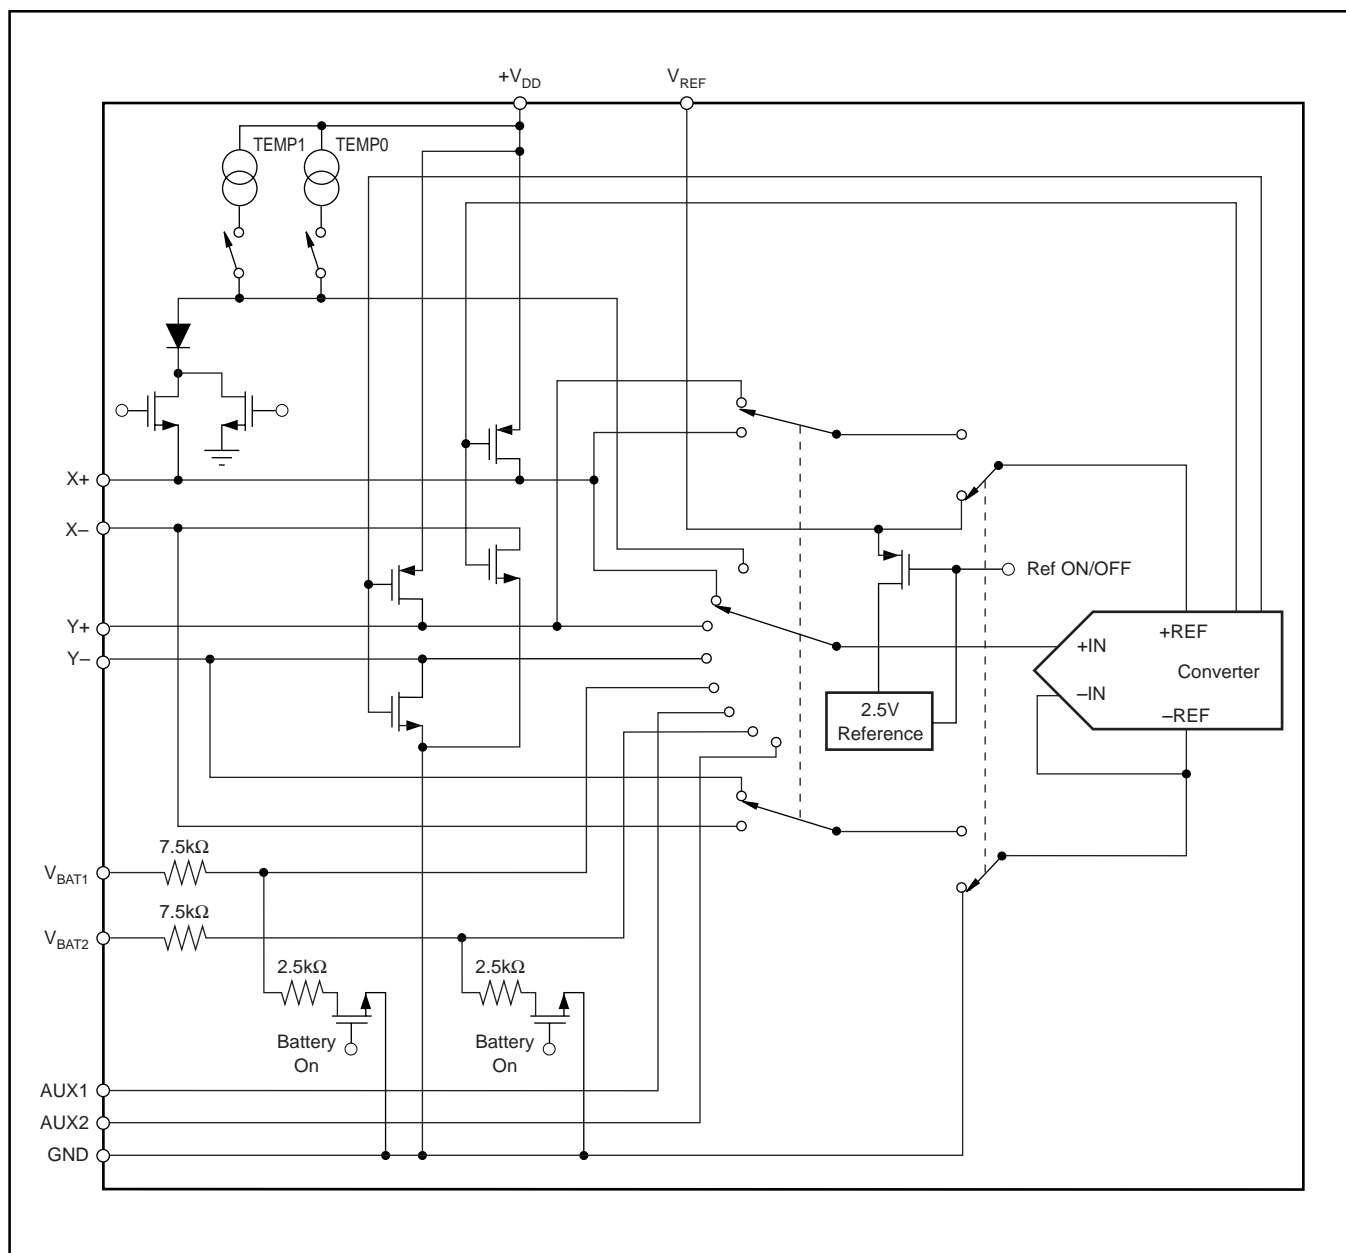 +VDD
VREF
TEMP1
TEMP0
X+
X–
Y+
Y–
Ref ON/OFF
+REF
+IN
Converter
–IN
–REF
2.5V
Reference
7.5kΩ
VBAT1
7.5kΩ
VBAT2
2.5kΩ
2.5kΩ
Battery
On
Battery
On
AUX1
AUX2
GND